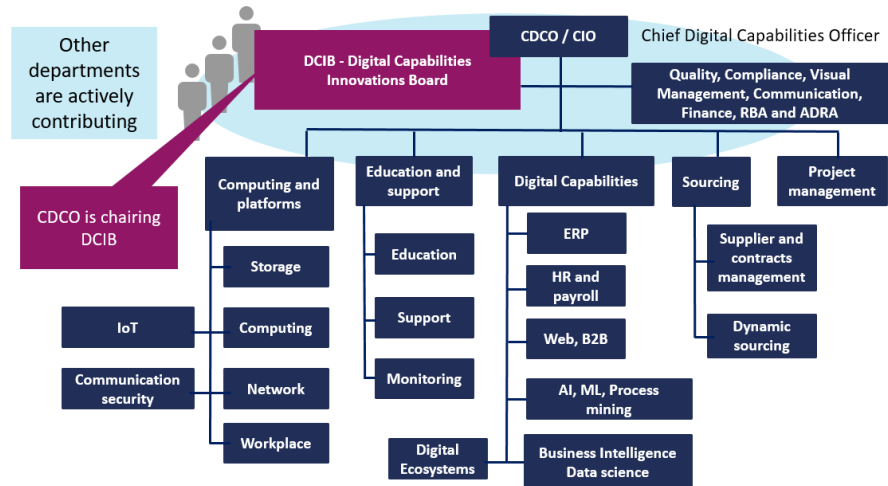 Other
departments
are actively
contributing
DCIB - Digital Capabilities
Innovations Board
CDCO / CIO
Chief Digital Capabilities Officer
Quality, Compliance, Visual
Management, Communication,
Finance, RBA and ADRA
CDCO is chairing
DCIB
Computing and
platforms
Education and
support
Digital Capabilities
Sourcing
Project
management
Storage
IoT
Computing
Communication
security
Network
Workplace
Education
Support
Monitoring
ERP
HR and
payroll
Web, B2B
AI, ML, Process
mining
Digital
Ecosystems
Business Intelligence
Data science
Supplier and
contracts
management
Dynamic
sourcing